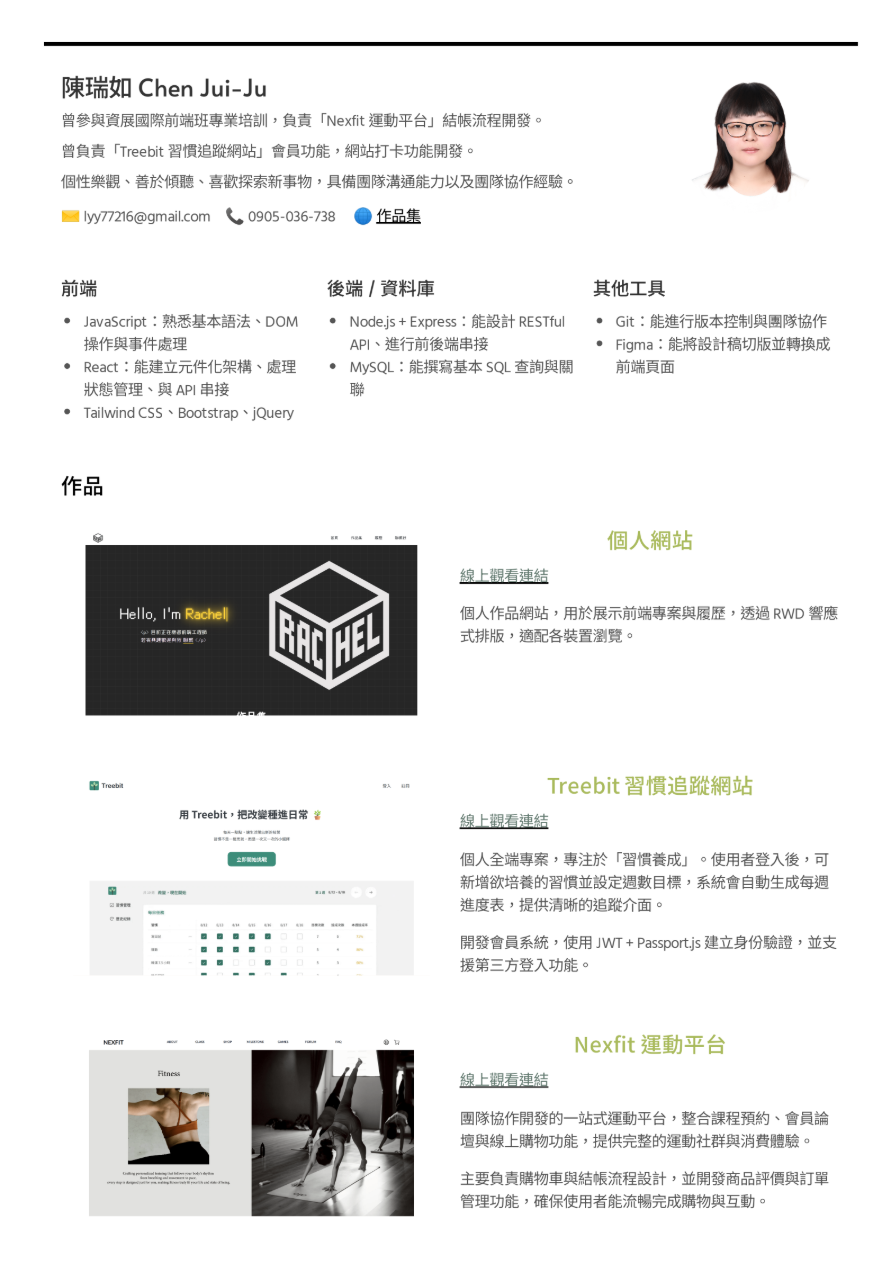 陳瑞如 Chen Jui-Ju
曾參與資展國際前端班專業培訓，負責「Nexfit 運動平台」結帳流程開發。
曾負責「Treebit 習慣追蹤網站」會員功能，網站打卡功能開發。
個性樂觀、善於傾聽、喜歡探索新事物，具備團隊溝通能力以及團隊協作經驗。
lyy77216@gmail.com 0905-036-738 作品集
前端
JavaScript：熟悉基本語法、DOM
操作與事件處理
React：能建立元件化架構、處理
狀態管理、與 API 串接
Tailwind CSS、Bootstrap、jQuery
後端 / 資料庫
Node.js + Express：能設計 RESTful
API、進行前後端串接
MySQL：能撰寫基本 SQL 查詢與關
聯
其他工具
Git：能進行版本控制與團隊協作
Figma：能將設計稿切版並轉換成
前端頁面
作品
Hello, I'm Rachel
RACHEL
作品集
個人網站
線上觀看連結
個人作品網站，用於展示前端專案與履歷，透過 RWD 響應
式排版，適配各裝置瀏覽。
Treebit
登入 註冊
用 Treebit，把改變種進日常
立即開始挑戰
Treebit 習慣追蹤網站
線上觀看連結
個人全端專案，專注於「習慣養成」。使用者登入後，可
新增欲培養的習慣並設定週數目標，系統會自動生成每週
進度表，提供清晰的追蹤介面。
開發會員系統，使用 JWT + Passport.js 建立身份驗證，並支
援第三方登入功能。
NEXFIT
ABOUT CLASS SHOP GAMES FORUM FAQ
Fitness
Nexfit 運動平台
線上觀看連結
團隊協作開發的一站式運動平台，整合課程預約、會員論
壇與線上購物功能，提供完整的運動社群與消費體驗。
主要負責購物車與結帳流程設計，並開發商品評價與訂單
管理功能，確保使用者能流暢完成購物與互動。